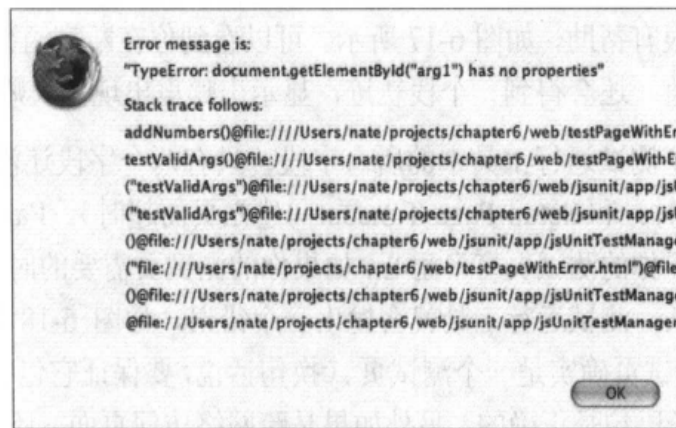 Error message is:
"TypeError: document.getElementById("arg1") has no properties"
Stack trace follows:
addNumbers()@file:////Users/nate/projects/chapter6/web/testPageWithEr
testValidArgs()@file:////Users/nate/projects/chapter6/web/testPageWithE
("testValidArgs")@file:////Users/nate/projects/chapter6/web/jsunit/app/jsU
("testValidArgs")@file:////Users/nate/projects/chapter6/web/jsunit/app/jsU
()@file:////Users/nate/projects/chapter6/web/jsunit/app/jsUnitTestManage
("file:////Users/nate/projects/chapter6/web/testPageWithError.html")@file
()@file:////Users/nate/projects/chapter6/web/jsunit/app/jsUnitTestManage
@file:////Users/nate/projects/chapter6/web/jsunit/app/jsUnitTestManager
OK